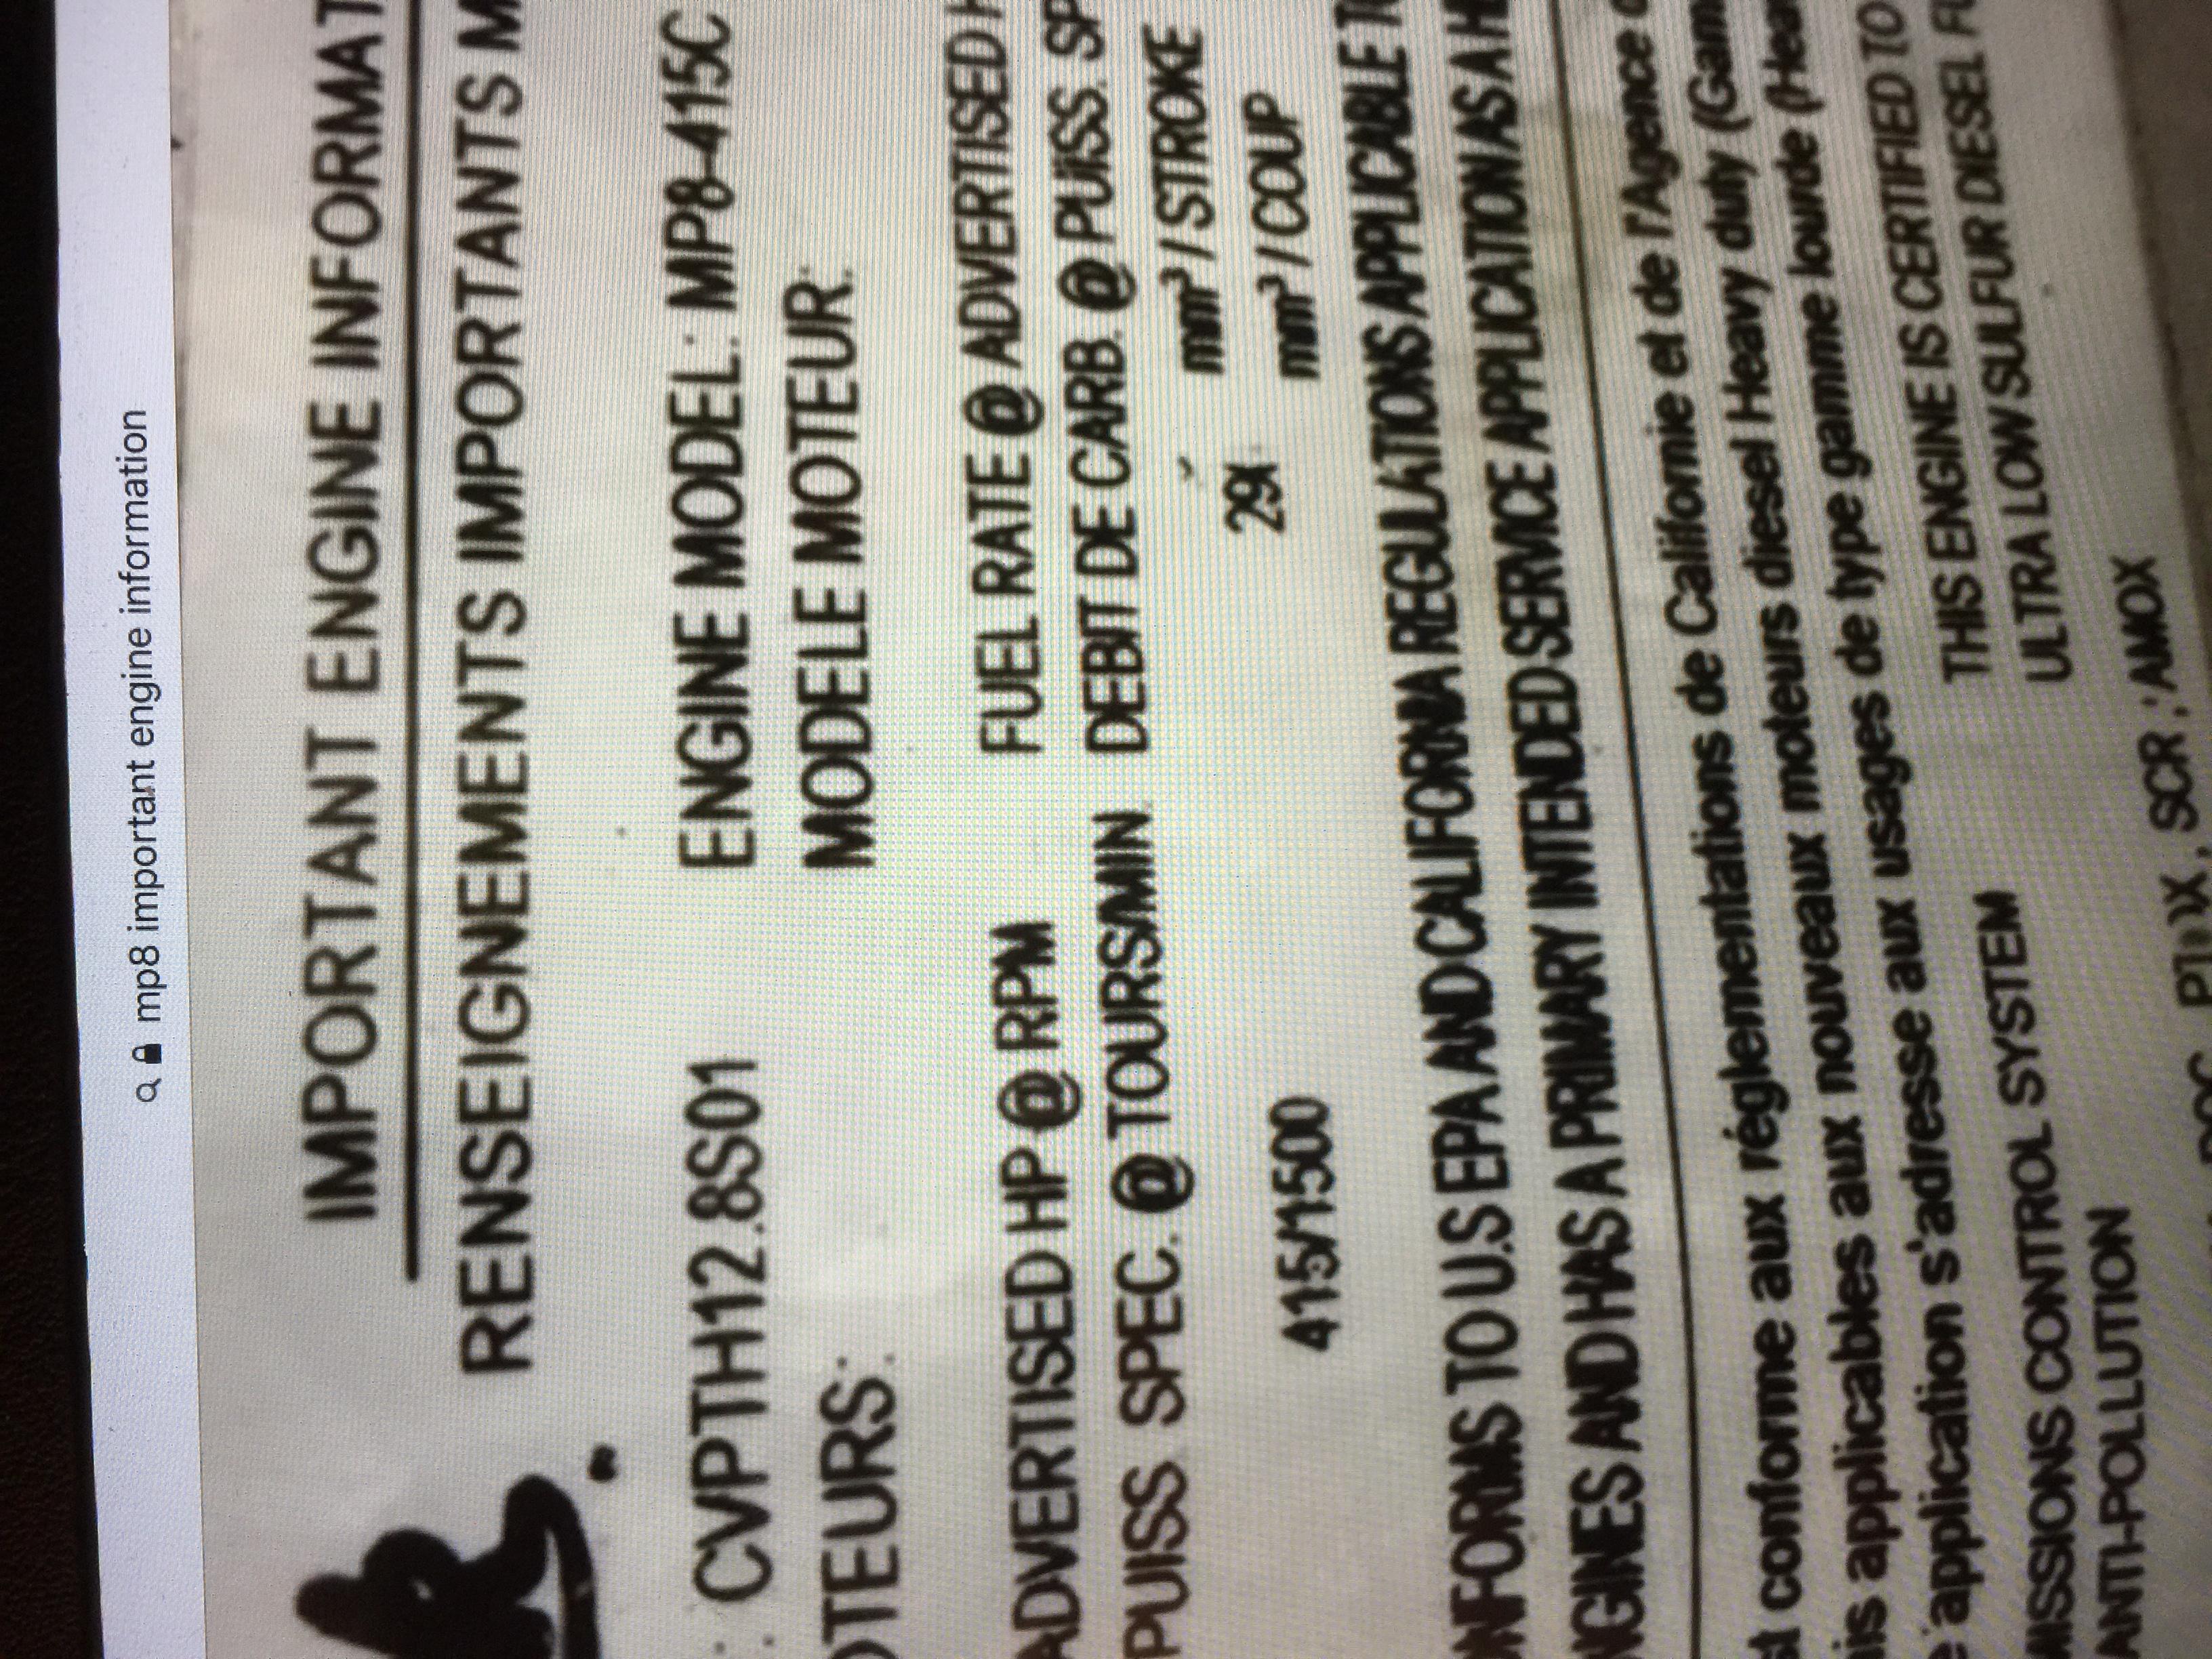 mp8 important engine information
IMPORTANT ENGINE INFORMAT
RENSEIGNEMENTS IMPORTANTS M
: CVPTH12.8S01 ENGINE MODEL: MP8-415C
OTEURS: MODELE MOTEUR:
ADVERTISED HP @ RPM FUEL RATE @ ADVERTISED H
PUISS SPEC. @ TOURS/MIN. DEBIT DE CARB. @ PUISS. SP
mm³ / STROKE
415/1500 mm³ / COUP
ONFORMS TO U.S EPA AND CALIFORNIA REGULATIONS APPLICABLE TO
NGINES AND HAS A PRIMARY INTENDED SERVICE APPLICATION AS A H
st conforme aux réglementations de Californie et de l'Agence
nis applicables aux nouveaux moteurs diesel Heavy duty (Gam
e application s'adresse aux usages de type gamme lourde (Hea
MISSIONS CONTROL SYSTEM THIS ENGINE IS CERTIFIED TO
ANTI-POLLUTION ULTRA LOW SULFUR DIESEL FU
SCR, AMOX